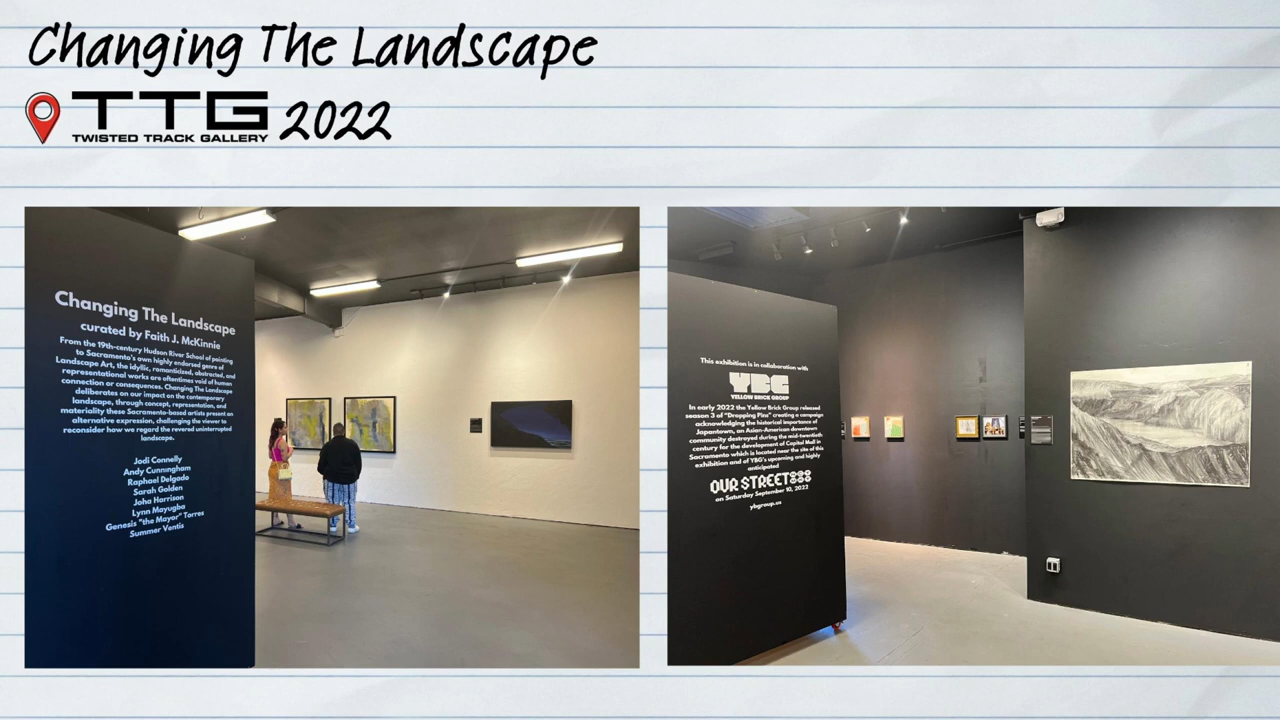 Changing The Landscape
TTG 2022
TWISTED TRACK GALLERY
Changing The Landscape
curated by Faith J. McKinnie
From the 19th-century Hudson River School of painting
to Sacramento's own highly endorsed genre of
Landscape Art, the idyllic, romanticized, abstracted, and
representational works are oftentimes void of human
connection or consequences. Changing The Landscape
deliberates on our impact on the contemporary
landscape, through concept, representation, and
materiality these Sacramento-based artists present an
alternative expression, challenging the viewer to
reconsider how we regard the revered uninterrupted
landscape.
Jodi Connelly
Andy Cunningham
Raphael Delgado
Sarah Golden
Joha Harrison
Lynn Mayugba
Genesis "the Mayor" Torres
Summer Ventis
This exhibition is in collaboration with
YBG
YELLOW BRICK GROUP
In early 2022 the Yellow Brick Group released
season 3 of "Dropping Pins" creating a campaign
acknowledging the historical importance of
Japantown, an Asian-American downtown
community destroyed during the mid-twentieth
century for the development of Capitol Mall in
Sacramento which is located near the site of this
exhibition and of YBG's upcoming and highly
anticipated
OUR STREET
on Saturday September 10, 2022
ybgroup.us